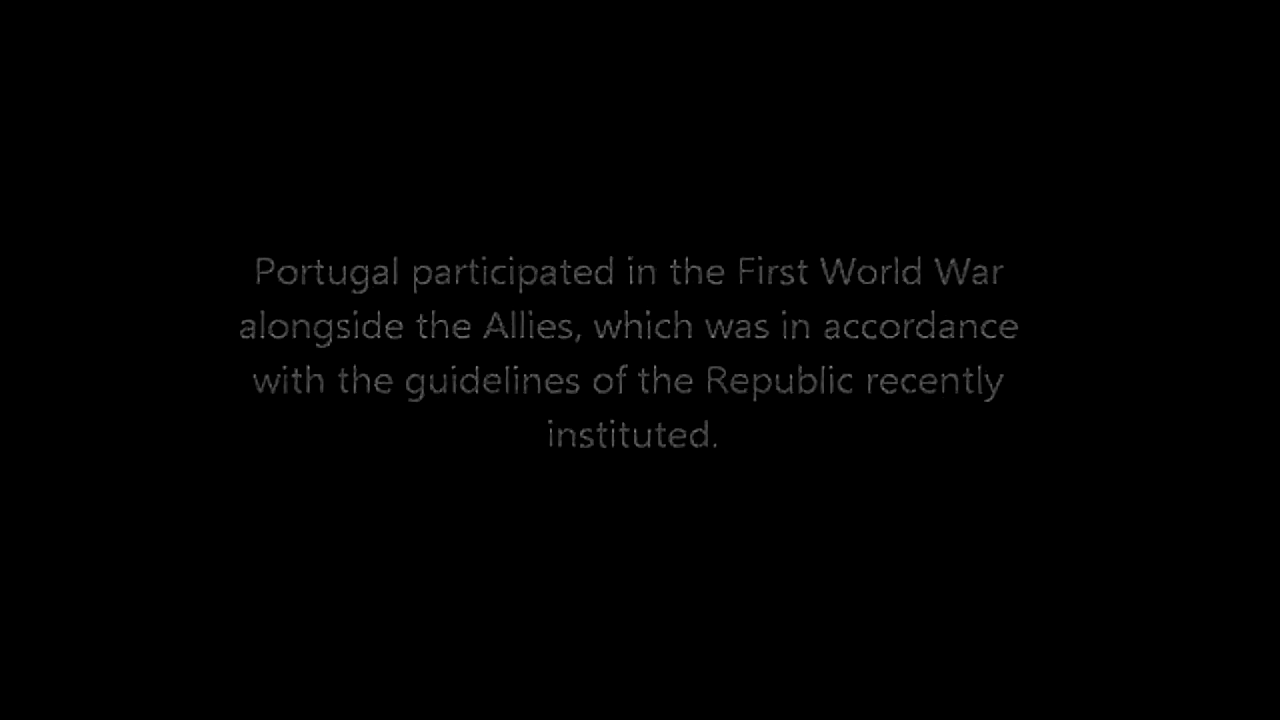 Portugal participated in the First World War
alongside the Allies, which was in accordance
with the guidelines of the Republic recently
instituted.